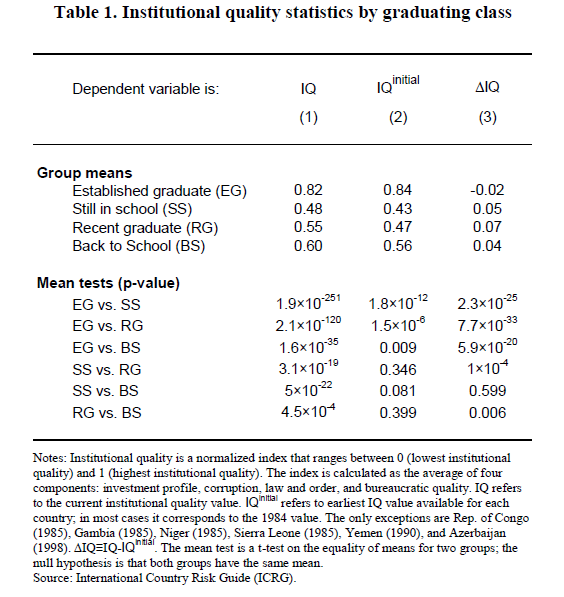 Table 1. Institutional quality statistics by graduating class
Dependent variable is: IQ IQ^initial ΔIQ
(1) (2) (3)
Group means
Established graduate (EG) 0.82 0.84 -0.02
Still in school (SS) 0.48 0.43 0.05
Recent graduate (RG) 0.55 0.47 0.07
Back to School (BS) 0.60 0.56 0.04
Mean tests (p-value)
EG vs. SS 1.9×10^-251 1.8×10^-12 2.3×10^-25
EG vs. RG 2.1×10^-120 1.5×10^-6 7.7×10^-33
EG vs. BS 1.6×10^-35 0.009 5.9×10^-20
SS vs. RG 3.1×10^-19 0.346 1×10^-4
SS vs. BS 5×10^-22 0.081 0.599
RG vs. BS 4.5×10^-4 0.399 0.006
Notes: Institutional quality is a normalized index that ranges between 0 (lowest institutional
quality) and 1 (highest institutional quality). The index is calculated as the average of four
components: investment profile, corruption, law and order, and bureaucratic quality. IQ refers
to the current institutional quality value. IQ^initial refers to earliest IQ value available for each
country; in most cases it corresponds to the 1984 value. The only exceptions are Rep. of Congo
(1985), Gambia (1985), Niger (1985), Sierra Leone (1985), Yemen (1990), and Azerbaijan
(1998). ΔIQ≡IQ-IQ^initial. The mean test is a t-test on the equality of means for two groups; the
null hypothesis is that both groups have the same mean.
Source: International Country Risk Guide (ICRG).